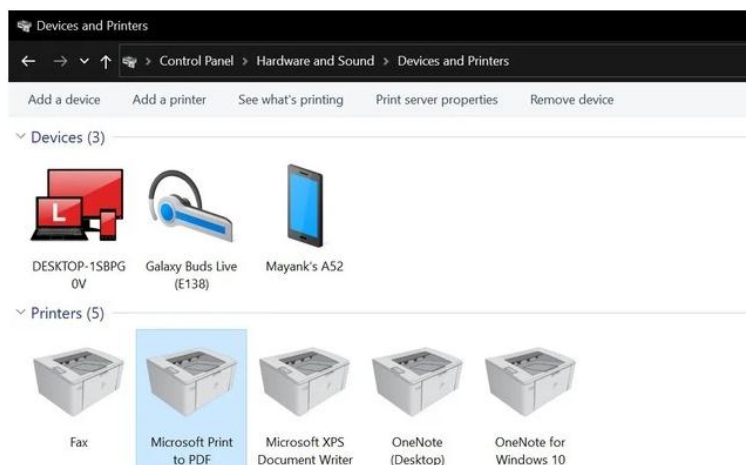 Devices and Printers
Control Panel > Hardware and Sound > Devices and Printers
Add a device Add a printer See what's printing Print server properties Remove device
Devices (3)
L
DESKTOP-1SBPG Galaxy Buds Live Mayank's A52
0V (E138)
Printers (5)
Fax Microsoft Print Microsoft XPS OneNote OneNote for
to PDF Document Writer (Desktop) Windows 10